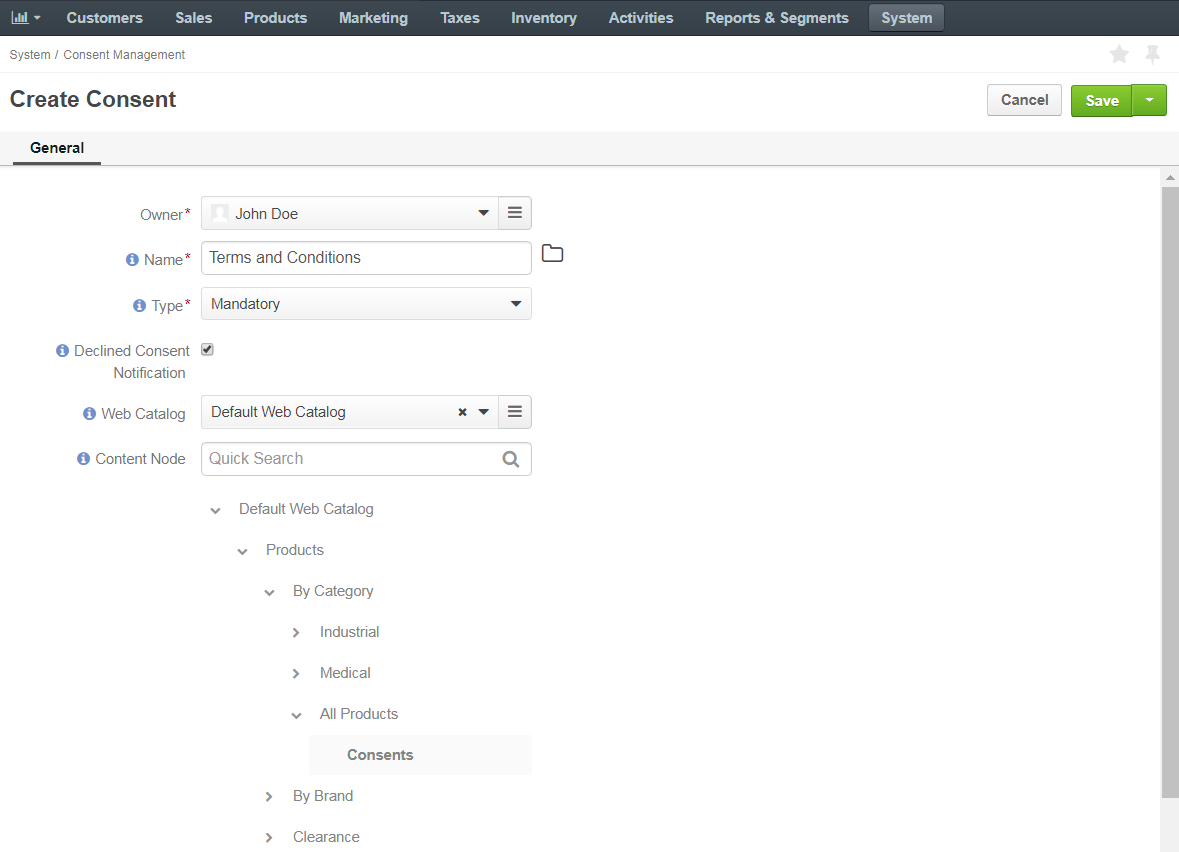 Customers Sales Products Marketing Taxes Inventory Activities Reports & Segments System
System / Consent Management
Create Consent
Cancel Save
General
Owner* John Doe
Name* Terms and Conditions
Type* Mandatory
Declined Consent
Notification
Web Catalog Default Web Catalog
Content Node Quick Search
Default Web Catalog
Products
By Category
Industrial
Medical
All Products
Consents
By Brand
Clearance